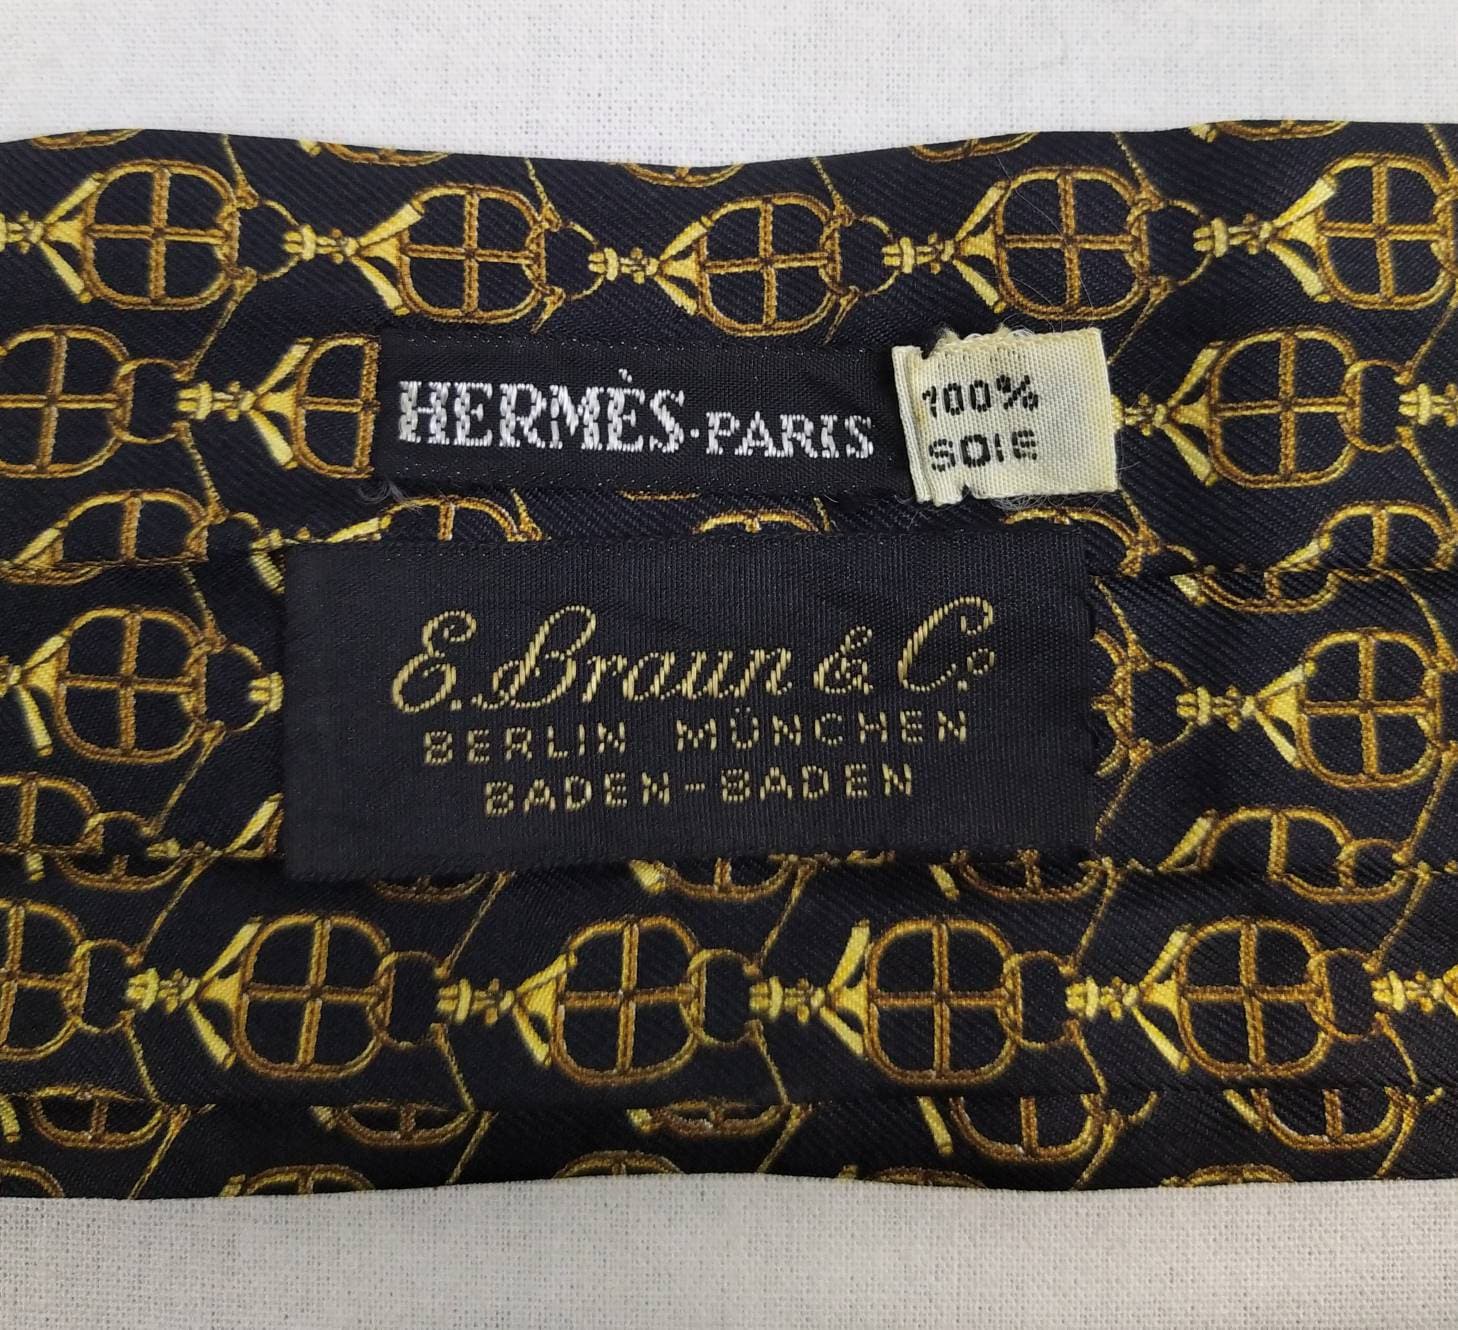 HERMÈS·PARIS
100%
SOIE
E. Braun & Co.
BERLIN MÜNCHEN
BADEN-BADEN